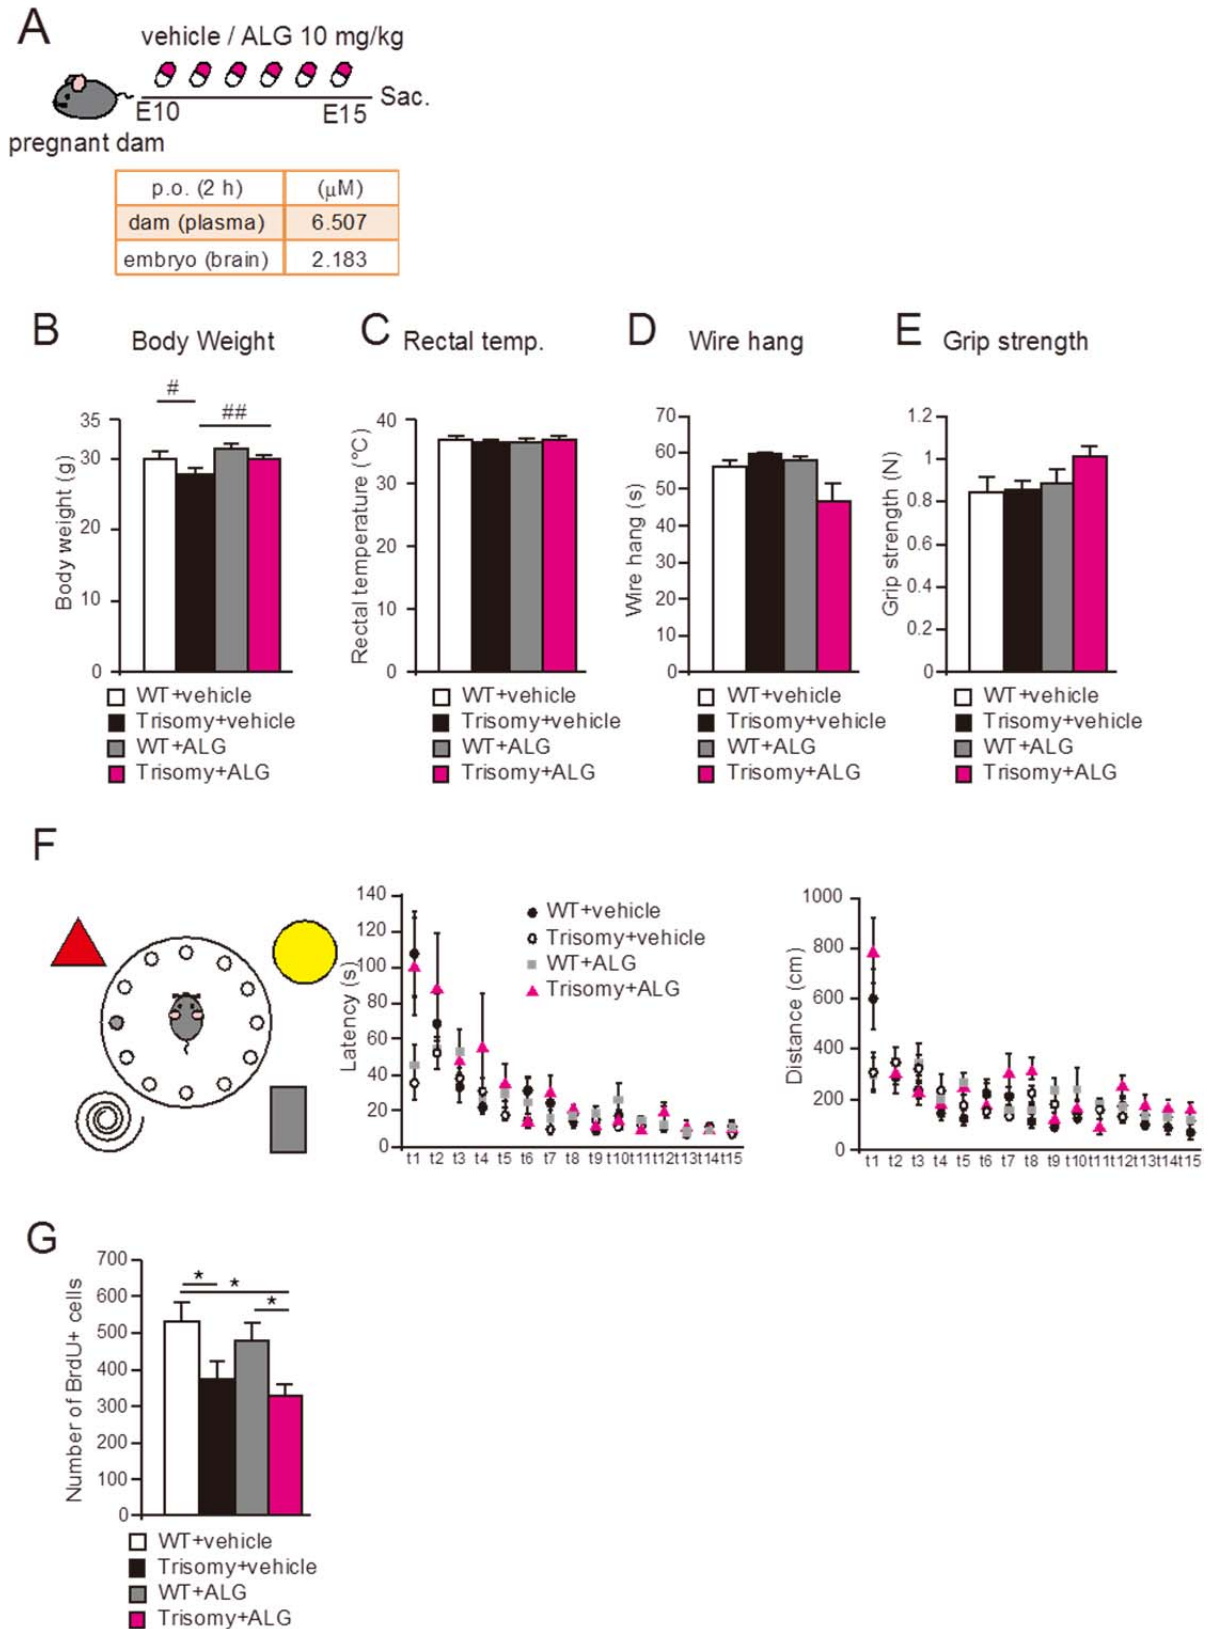 A
vehicle / ALG 10 mg/kg
E10
E15
Sac.
pregnant dam
p.o. (2 h) (μM)
dam (plasma) 6.507
embryo (brain) 2.183
B
Body Weight
#
##
Body weight (g)
35
30
20
10
0
WT+vehicle
Trisomy+vehicle
WT+ALG
Trisomy+ALG
C
Rectal temp.
Rectal temperature (°C)
40
30
20
10
0
WT+vehicle
Trisomy+vehicle
WT+ALG
Trisomy+ALG
D
Wire hang
Wire hang (s)
70
60
50
40
30
20
10
0
WT+vehicle
Trisomy+vehicle
WT+ALG
Trisomy+ALG
E
Grip strength
Grip strength (N)
1.2
1
0.8
0.6
0.4
0.2
0
WT+vehicle
Trisomy+vehicle
WT+ALG
Trisomy+ALG
F
Latency (s)
140
120
100
80
60
40
20
0
t1 t2 t3 t4 t5 t6 t7 t8 t9 t10 t11 t12 t13 t14 t15
WT+vehicle
Trisomy+vehicle
WT+ALG
Trisomy+ALG
Distance (cm)
1000
800
600
400
200
0
t1 t2 t3 t4 t5 t6 t7 t8 t9 t10 t11 t12 t13 t14 t15
G
Number of BrdU+ cells
700
600
500
400
300
200
100
0
*
*
*
WT+vehicle
Trisomy+vehicle
WT+ALG
Trisomy+ALG